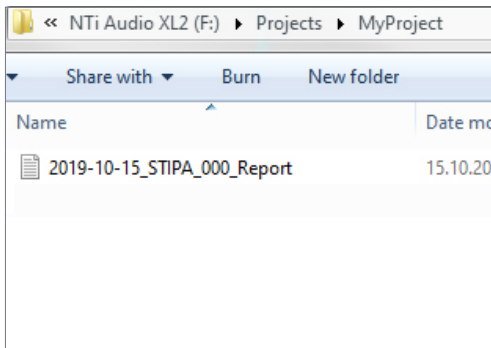 « NTi Audio XL2 (F:) ▸ Projects ▸ MyProject
Share with ▾ Burn New folder
Name Date mo
2019-10-15_STIPA_000_Report 15.10.20